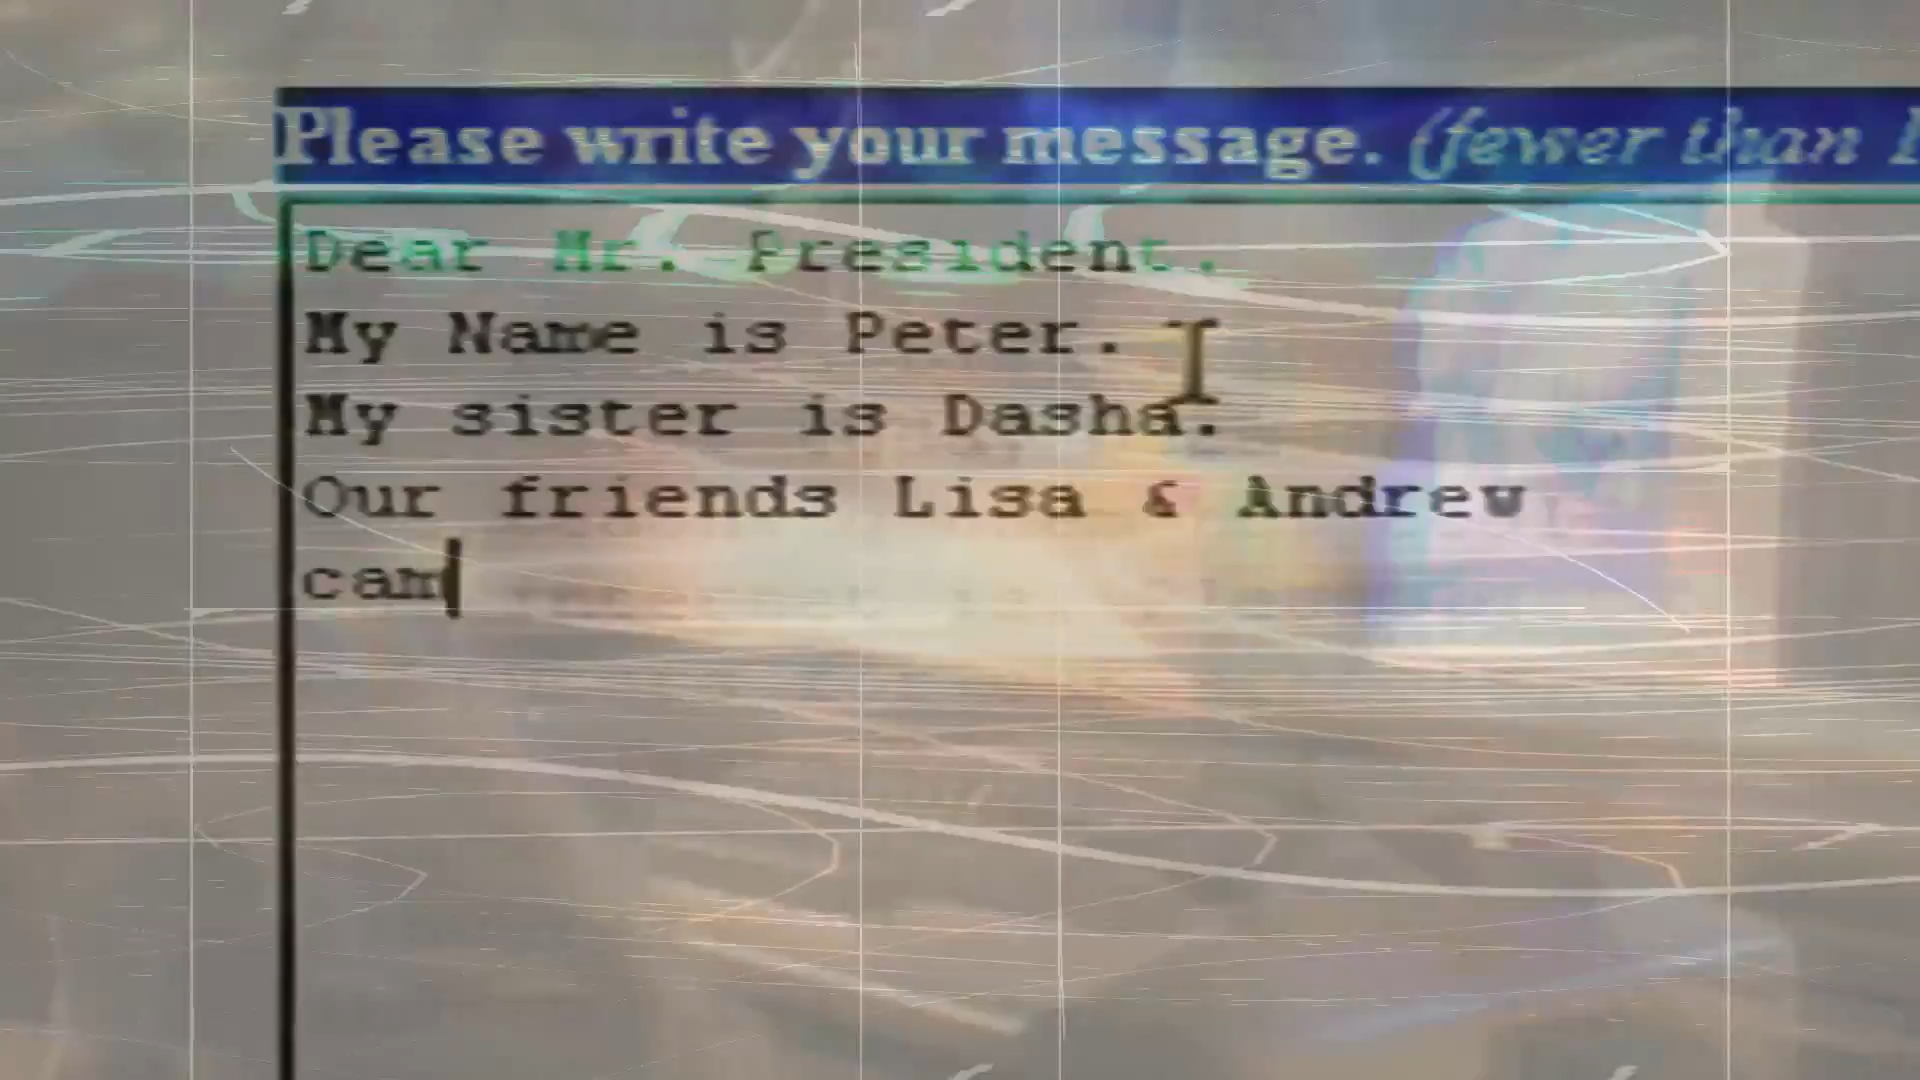 Please write your message. (fewer than
Dear Mr. President.
My Name is Peter.
My sister is Dasha.
Our friends Lisa & Andrew
cam